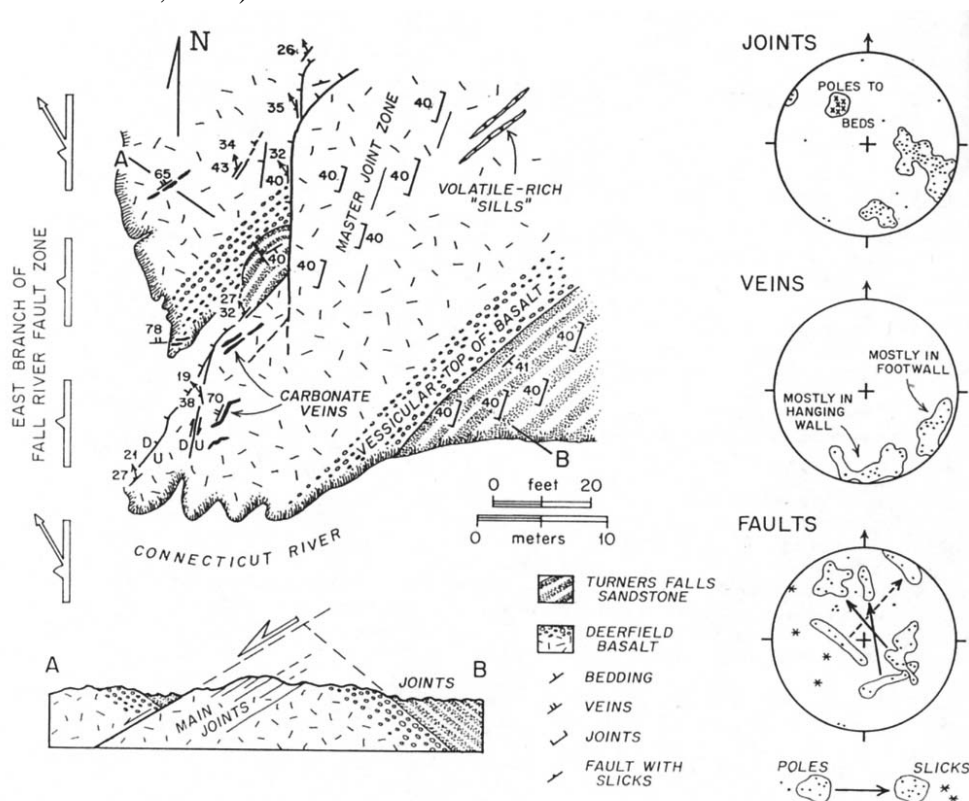 N
26
35
34
43
32
40
A
65
40
40
40
40
40
40
MASTER JOINT ZONE
VOLATILE-RICH
"SILLS"
EAST BRANCH OF
FALL RIVER FAULT ZONE
27
32
78
19
38
70
CARBONATE
VEINS
VESSICULAR TOP OF BASALT
40
41
40
40
40
B
D
U
D
U
21
27
CONNECTICUT RIVER
0 feet 20
0 meters 10
TURNERS FALLS
SANDSTONE
DEERFIELD
BASALT
BEDDING
VEINS
JOINTS
FAULT WITH
SLICKS
A
B
MAIN
JOINTS
JOINTS
JOINTS
POLES TO
BEDS
VEINS
MOSTLY IN
FOOTWALL
MOSTLY IN
HANGING
WALL
FAULTS
POLES
SLICKS